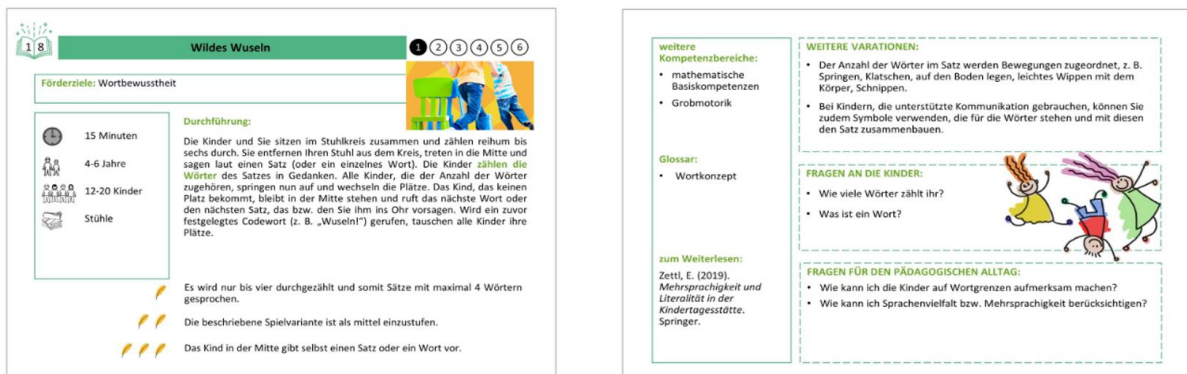 18
Wildes Wuseln
1 2 3 4 5 6
Förderziele: Wortbewusstheit
15 Minuten
4-6 Jahre
12-20 Kinder
Stühle
Durchführung:
Die Kinder und Sie sitzen im Stuhlkreis zusammen und zählen reihum bis
sechs durch. Sie entfernen Ihren Stuhl aus dem Kreis, treten in die Mitte und
sagen laut einen Satz (oder ein einzelnes Wort). Die Kinder zählen die
Wörter des Satzes in Gedanken. Alle Kinder, die der Anzahl der Wörter
zugehören, springen nun auf und wechseln die Plätze. Das Kind, das keinen
Platz bekommt, bleibt in der Mitte stehen und ruft das nächste Wort oder
den nächsten Satz, das bzw. den Sie ihm ins Ohr vorsagen. Wird ein zuvor
festgelegtes Codewort (z. B. „Wuseln!“) gerufen, tauschen alle Kinder ihre
Plätze.
Es wird nur bis vier durchgezählt und somit Sätze mit maximal 4 Wörtern
gesprochen.
Die beschriebene Spielvariante ist als mittel einzustufen.
Das Kind in der Mitte gibt selbst einen Satz oder ein Wort vor.
weitere
Kompetenzbereiche:
• mathematische
Basiskompetenzen
• Grobmotorik
Glossar:
• Wortkonzept
zum Weiterlesen:
Zettl, E. (2019).
Mehrsprachigkeit und
Literalität in der
Kindertagesstätte.
Springer.
WEITERE VARATIONEN:
• Der Anzahl der Wörter im Satz werden Bewegungen zugeordnet, z. B.
Springen, Klatschen, auf den Boden legen, leichtes Wippen mit dem
Körper, Schnippen.
• Bei Kindern, die unterstützte Kommunikation gebrauchen, können Sie
zudem Symbole verwenden, die für die Wörter stehen und mit diesen
den Satz zusammenbauen.
FRAGEN AN DIE KINDER:
• Wie viele Wörter zählt ihr?
• Was ist ein Wort?
FRAGEN FÜR DEN PÄDAGOGISCHEN ALLTAG:
• Wie kann ich die Kinder auf Wortgrenzen aufmerksam machen?
• Wie kann ich Sprachenvielfalt bzw. Mehrsprachigkeit berücksichtigen?